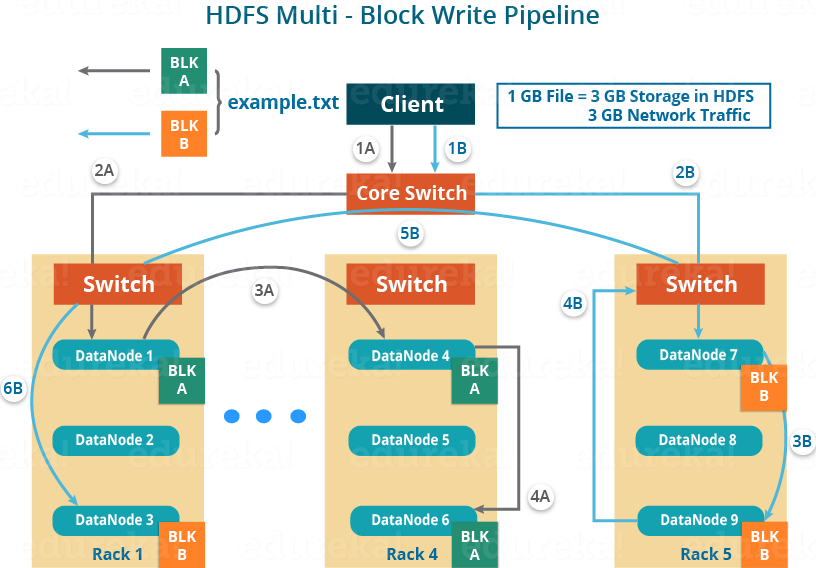 HDFS Multi - Block Write Pipeline
BLK
A
BLK
B
example.txt
Client
1 GB File = 3 GB Storage in HDFS
3 GB Network Traffic
1A
1B
2A
Core Switch
2B
5B
Switch
Switch
Switch
3A
4B
DataNode 1
BLK
A
DataNode 4
BLK
A
DataNode 7
BLK
B
6B
DataNode 2
DataNode 5
DataNode 8
3B
4A
DataNode 3
BLK
B
Rack 1
DataNode 6
BLK
A
Rack 4
DataNode 9
BLK
B
Rack 5
edureka!